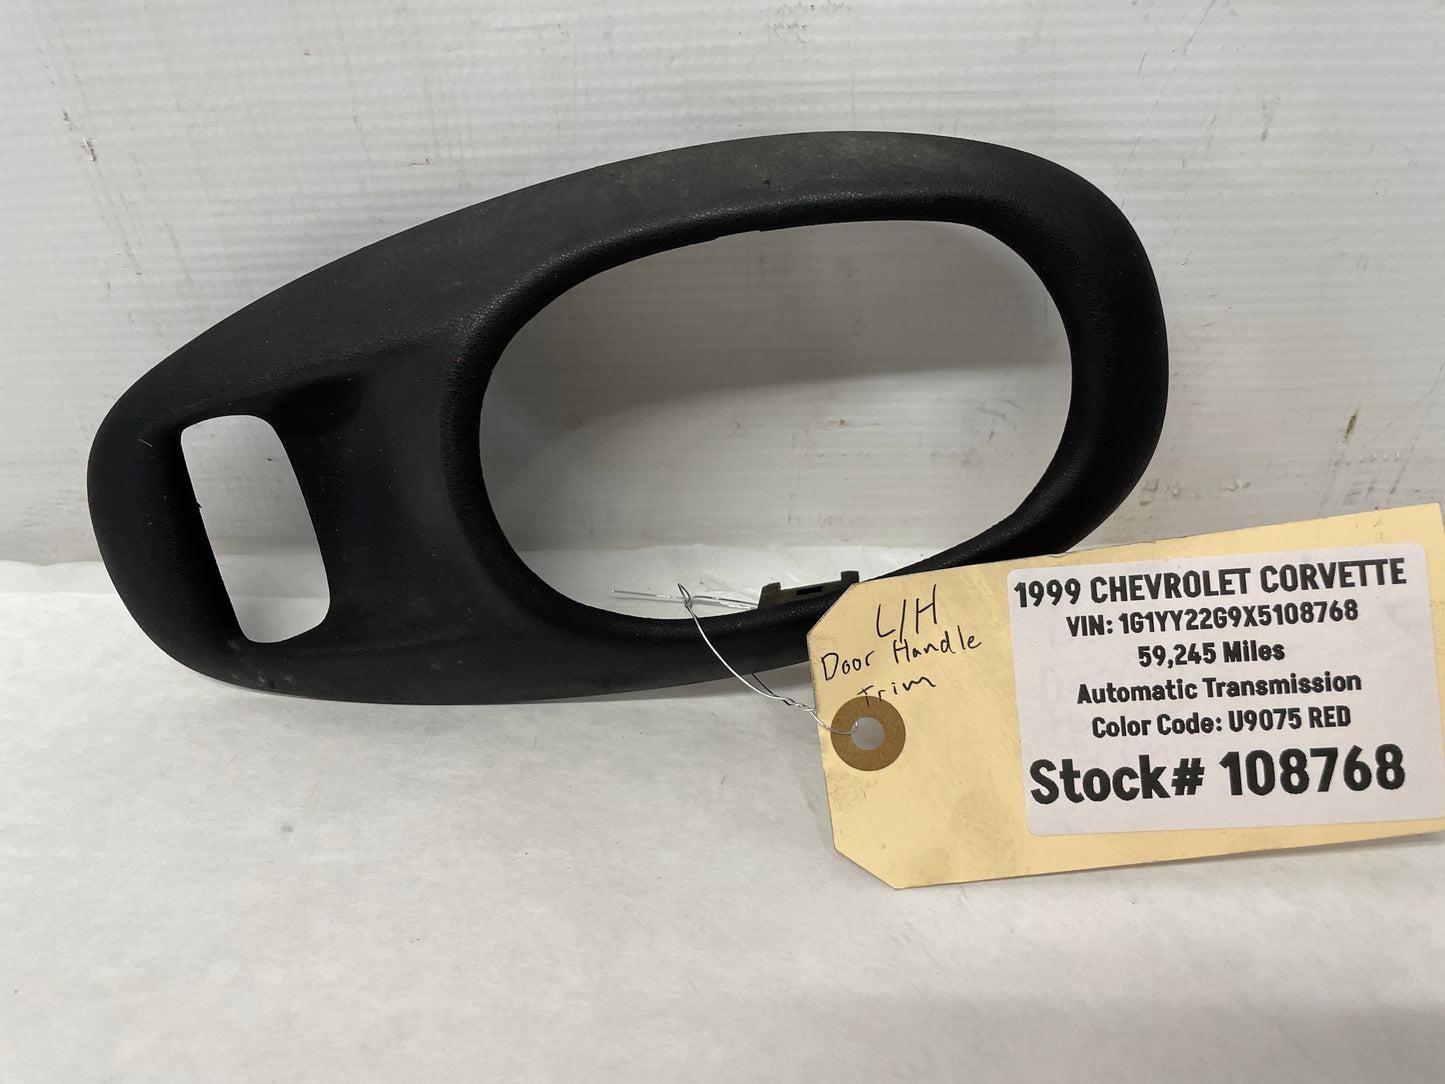 L/H
Door Handle
Trim
1999 CHEVROLET CORVETTE
VIN: 1G1YY22G9X5108768
59,245 Miles
Automatic Transmission
Color Code: U9075 RED
Stock# 108768